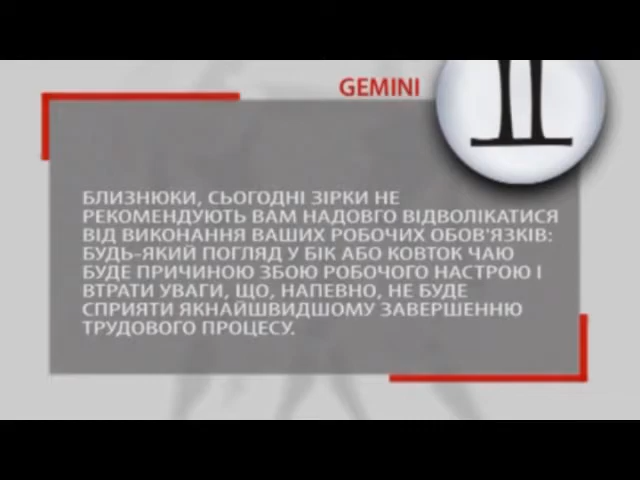 GEMINI
БЛИЗНЮКИ, СЬОГОДНІ ЗІРКИ НЕ
РЕКОМЕНДУЮТЬ ВАМ НАДОВГО ВІДВОЛІКАТИСЯ
ВІД ВИКОНАННЯ ВАШИХ РОБОЧИХ ОБОВ'ЯЗКІВ:
БУДЬ-ЯКИЙ ПОГЛЯД У БІК АБО КОВТОК ЧАЮ
БУДЕ ПРИЧИНОЮ ЗБОЮ РОБОЧОГО НАСТРОЮ І
ВТРАТИ УВАГИ, ЩО, НАПЕВНО, НЕ БУДЕ
СПРИЯТИ ЯКНАЙШВИДШОМУ ЗАВЕРШЕННЮ
ТРУДОВОГО ПРОЦЕСУ.